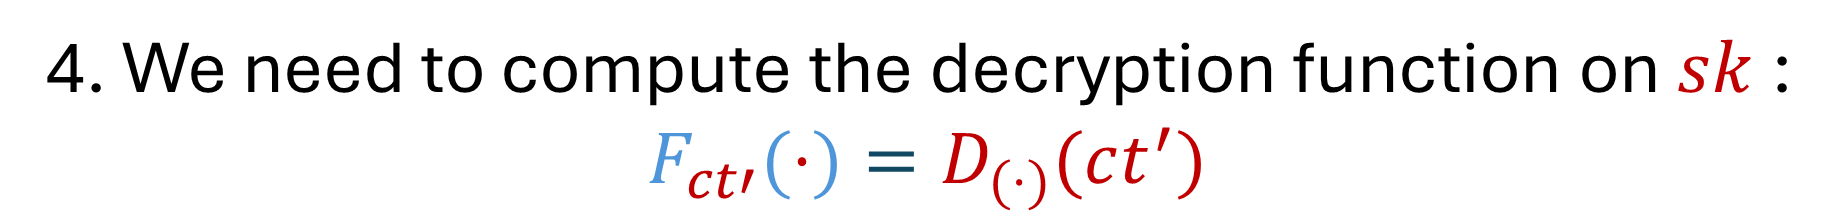 4. We need to compute the decryption function on sk :
F_{ct′}(·) = D_{(·)}(ct′)